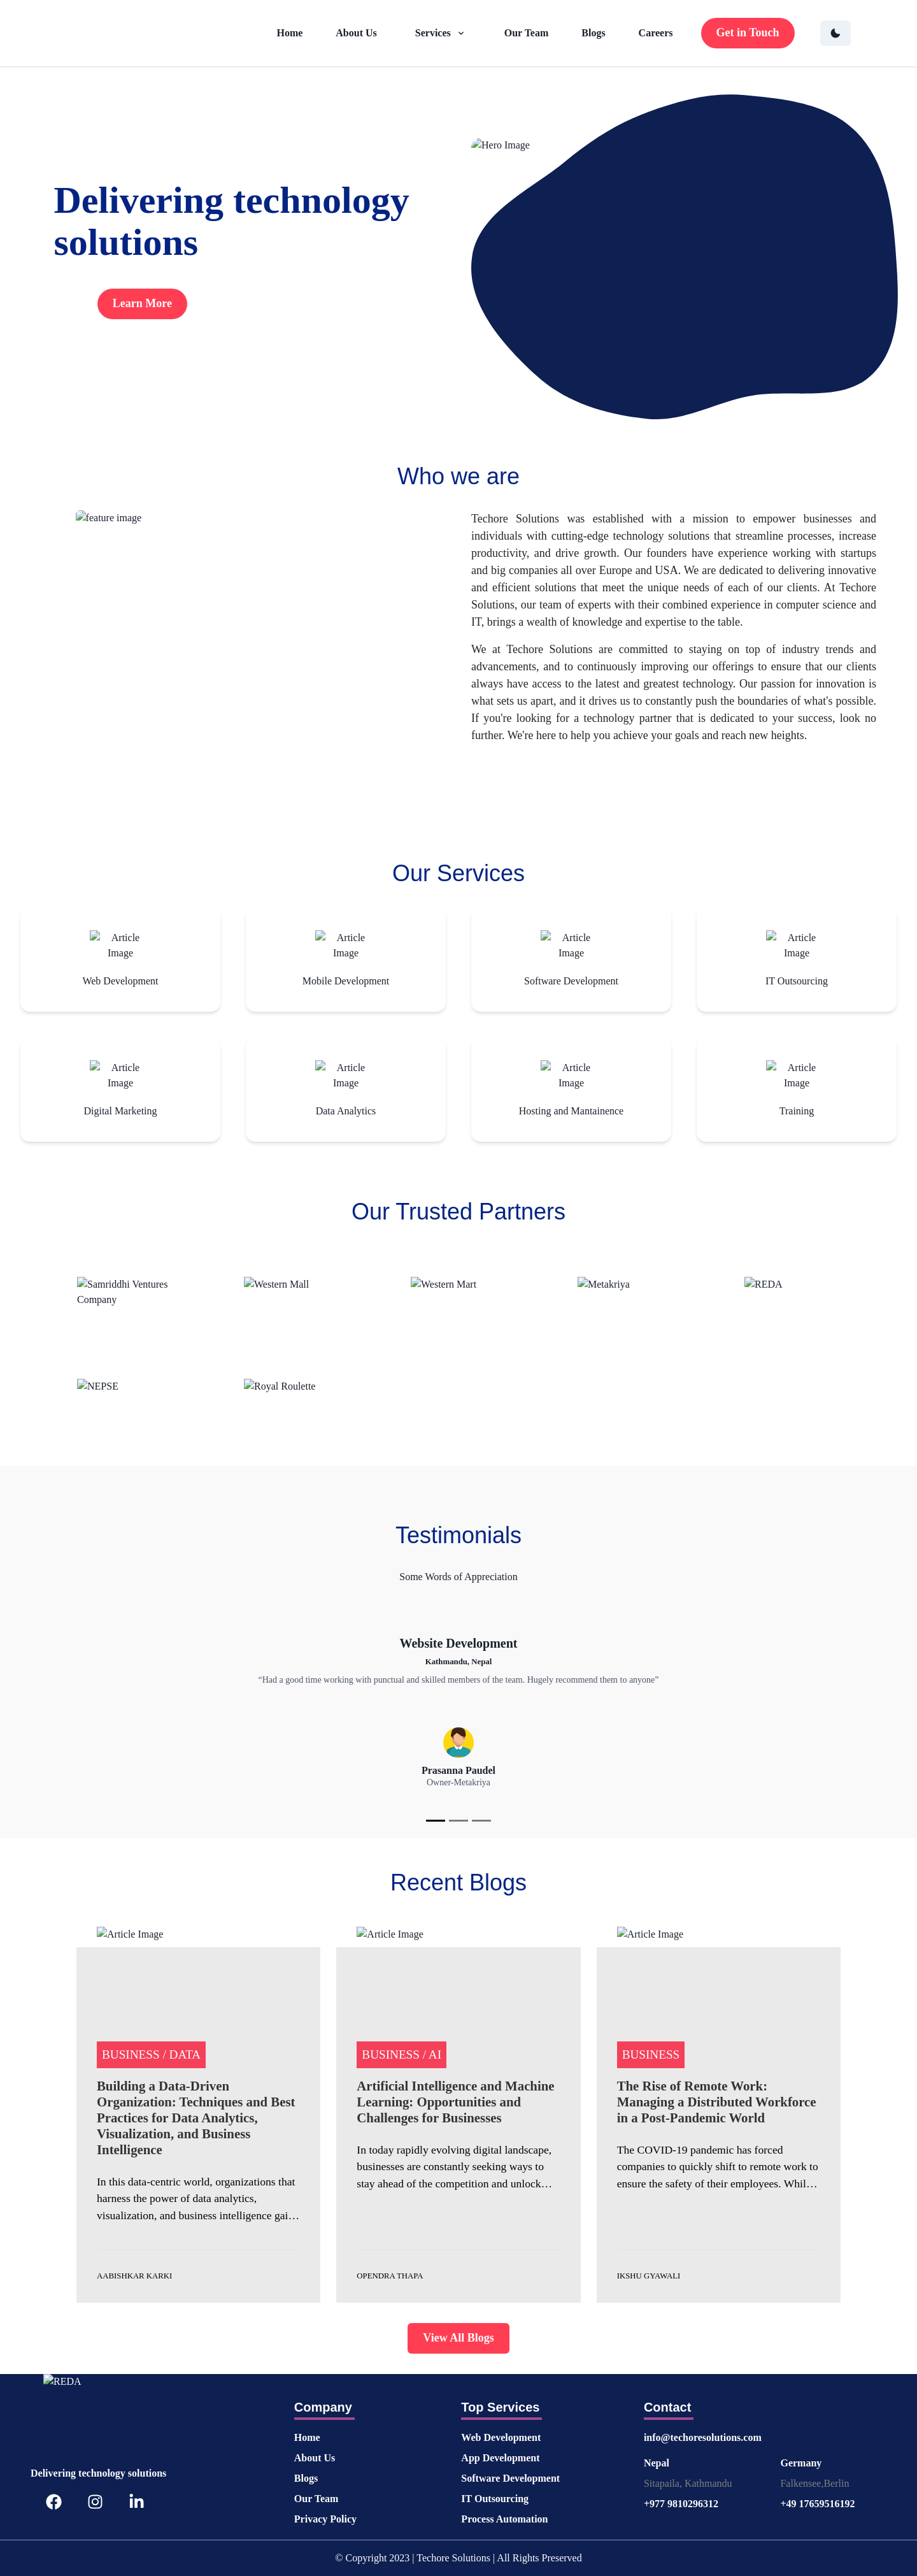 Home About Us Services Our Team Blogs Careers Get in Touch
Hero Image
Delivering technology
solutions
Learn More
Who we are
feature image
Techore Solutions was established with a mission to empower businesses and
individuals with cutting-edge technology solutions that streamline processes, increase
productivity, and drive growth. Our founders have experience working with startups
and big companies all over Europe and USA. We are dedicated to delivering innovative
and efficient solutions that meet the unique needs of each of our clients. At Techore
Solutions, our team of experts with their combined experience in computer science and
IT, brings a wealth of knowledge and expertise to the table.
We at Techore Solutions are committed to staying on top of industry trends and
advancements, and to continuously improving our offerings to ensure that our clients
always have access to the latest and greatest technology. Our passion for innovation is
what sets us apart, and it drives us to constantly push the boundaries of what's possible.
If you're looking for a technology partner that is dedicated to your success, look no
further. We're here to help you achieve your goals and reach new heights.
Our Services
Article Image
Web Development
Article Image
Mobile Development
Article Image
Software Development
Article Image
IT Outsourcing
Article Image
Digital Marketing
Article Image
Data Analytics
Article Image
Hosting and Mantainence
Article Image
Training
Our Trusted Partners
Samriddhi Ventures
Company
Western Mall
Western Mart
Metakriya
REDA
NEPSE
Royal Roulette
Testimonials
Some Words of Appreciation
Website Development
Kathmandu, Nepal
“Had a good time working with punctual and skilled members of the team. Hugely recommend them to anyone”
Prasanna Paudel
Owner-Metakriya
Recent Blogs
Article Image
BUSINESS / DATA
Building a Data-Driven
Organization: Techniques and Best
Practices for Data Analytics,
Visualization, and Business
Intelligence
In this data-centric world, organizations that
harness the power of data analytics,
visualization, and business intelligence gai…
AABISHKAR KARKI
Article Image
BUSINESS / AI
Artificial Intelligence and Machine
Learning: Opportunities and
Challenges for Businesses
In today rapidly evolving digital landscape,
businesses are constantly seeking ways to
stay ahead of the competition and unlock…
OPENDRA THAPA
Article Image
BUSINESS
The Rise of Remote Work:
Managing a Distributed Workforce
in a Post-Pandemic World
The COVID-19 pandemic has forced
companies to quickly shift to remote work to
ensure the safety of their employees. Whil…
IKSHU GYAWALI
View All Blogs
REDA
Delivering technology solutions
Company
Home
About Us
Blogs
Our Team
Privacy Policy
Top Services
Web Development
App Development
Software Development
IT Outsourcing
Process Automation
Contact
info@techoresolutions.com
Nepal
Sitapaila, Kathmandu
+977 9810296312
Germany
Falkensee,Berlin
+49 17659516192
© Copyright 2023 | Techore Solutions | All Rights Preserved